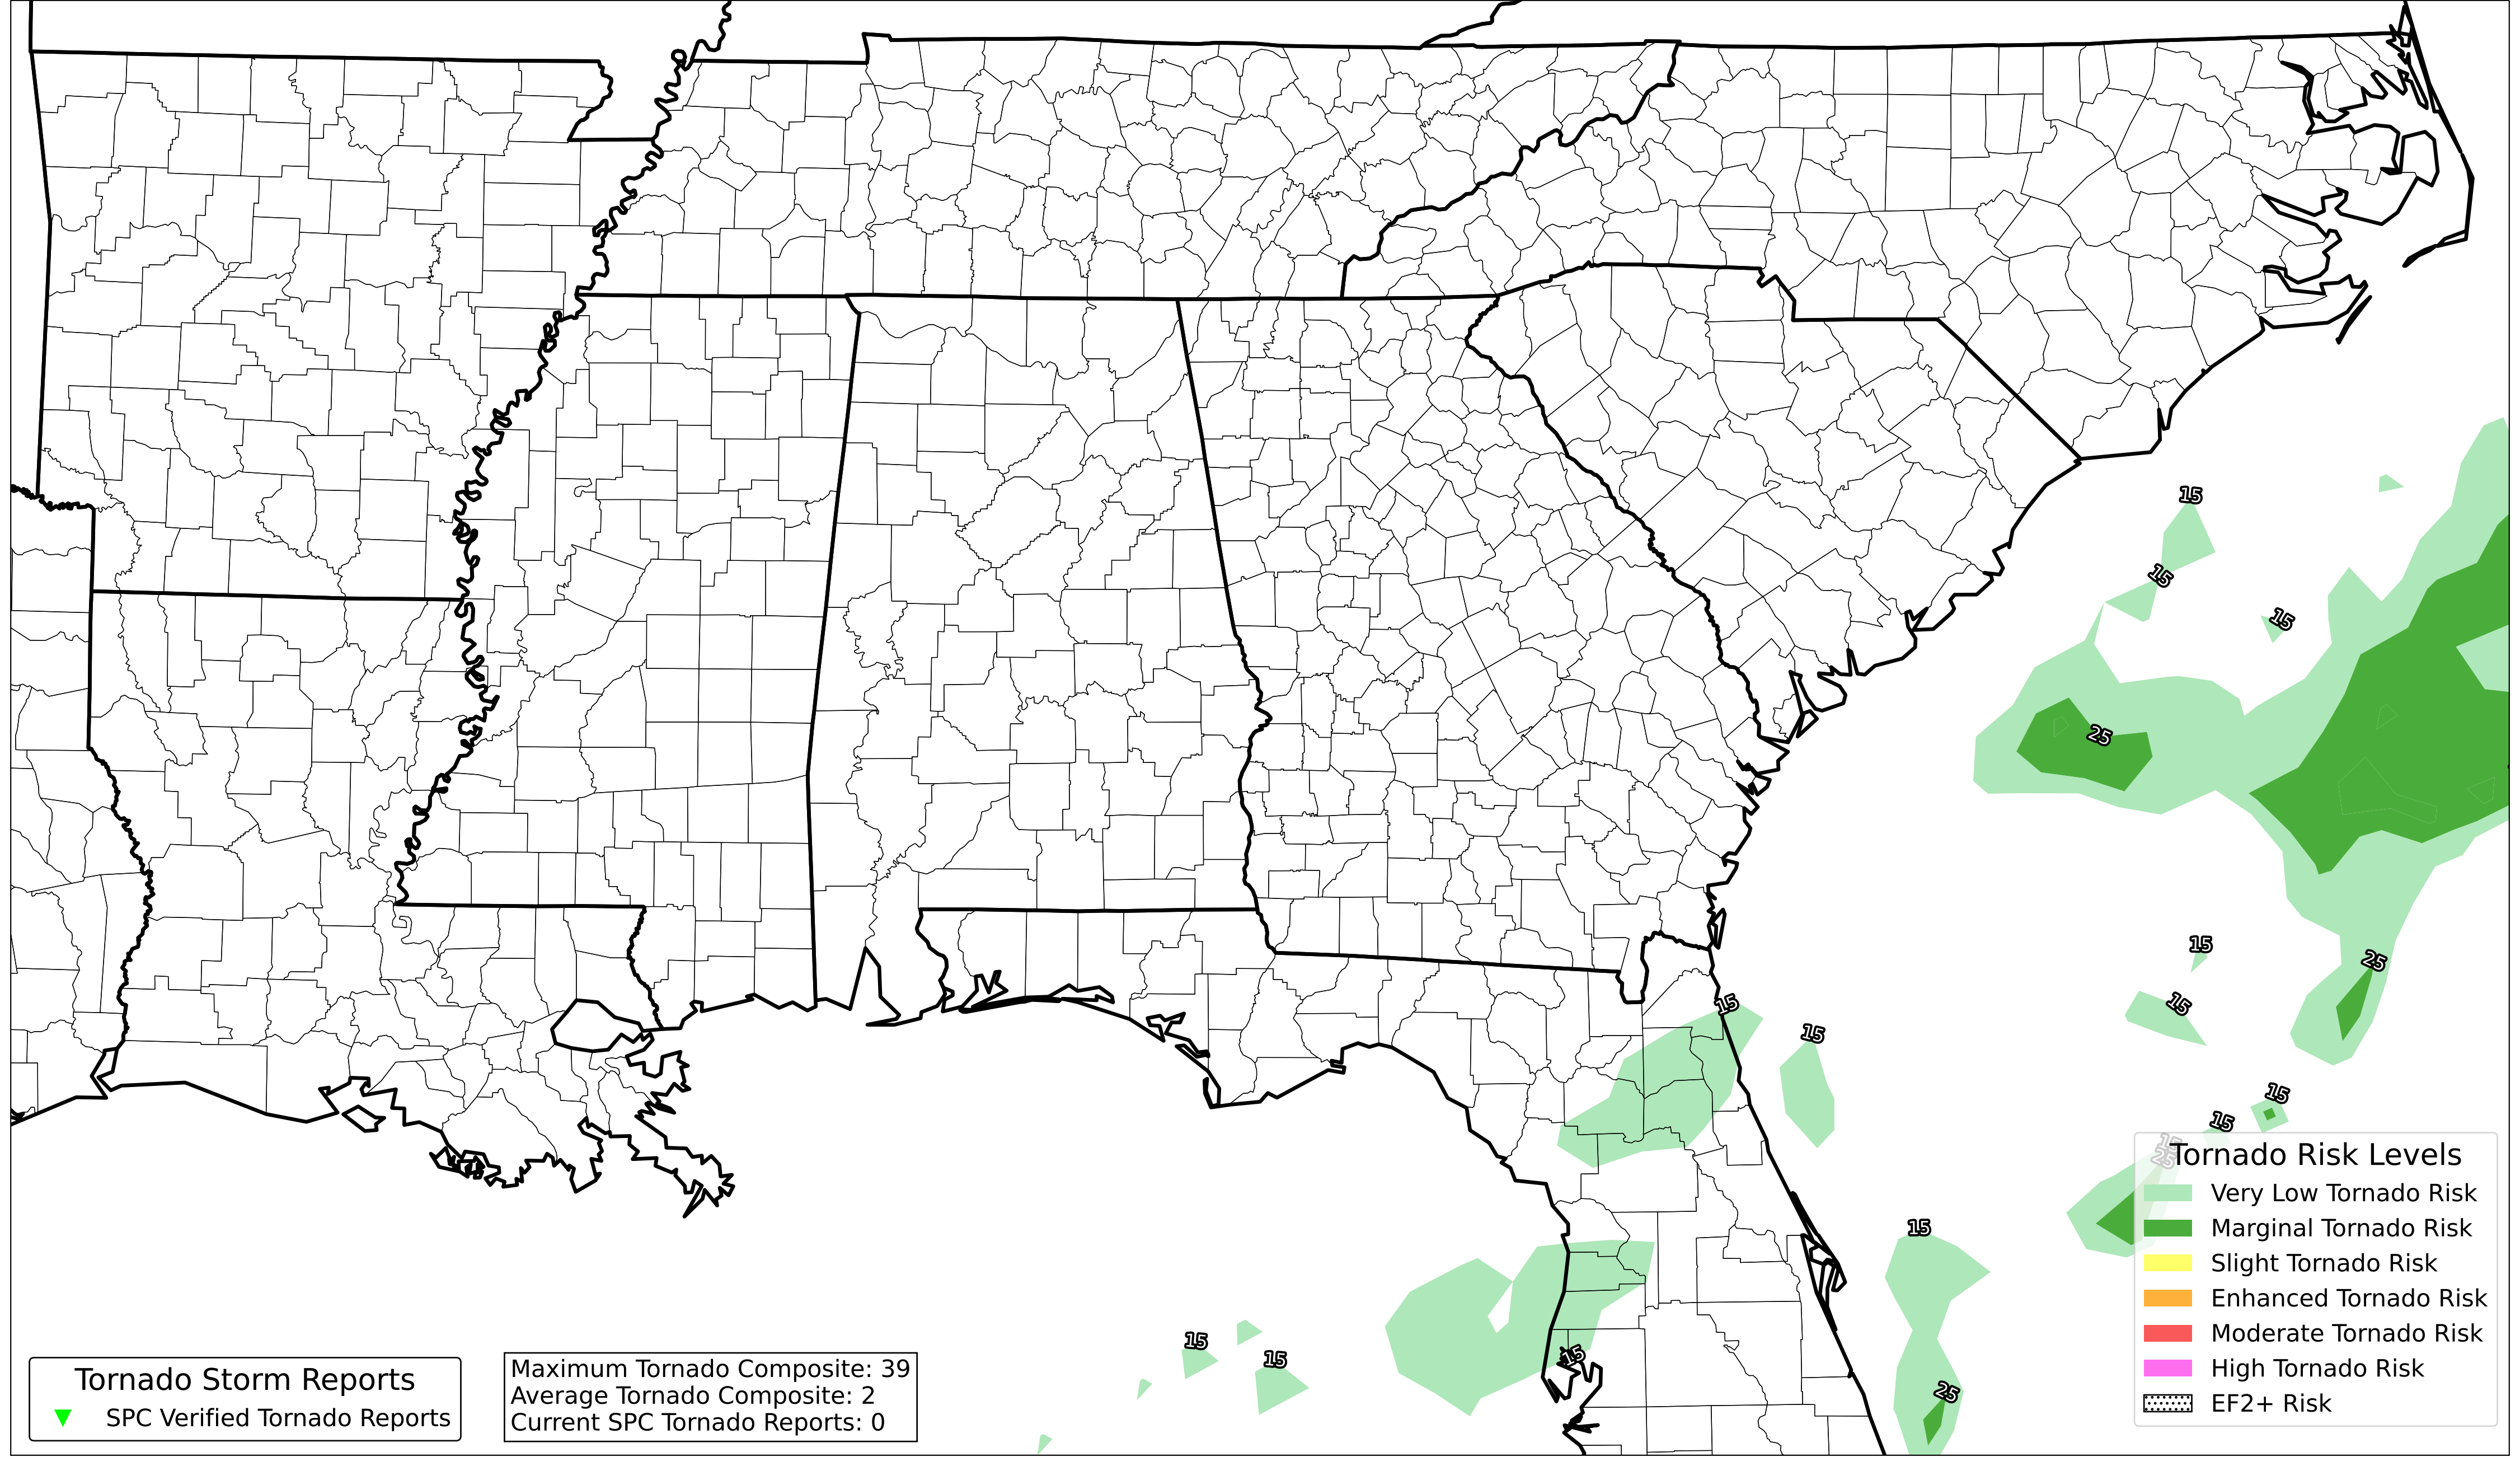 15
15
15
25
15
25
15
15
15
15
15
15
25
15
15
15
15
25
Tornado Risk Levels
Very Low Tornado Risk
Marginal Tornado Risk
Slight Tornado Risk
Enhanced Tornado Risk
Moderate Tornado Risk
High Tornado Risk
EF2+ Risk
Tornado Storm Reports
SPC Verified Tornado Reports
Maximum Tornado Composite: 39
Average Tornado Composite: 2
Current SPC Tornado Reports: 0